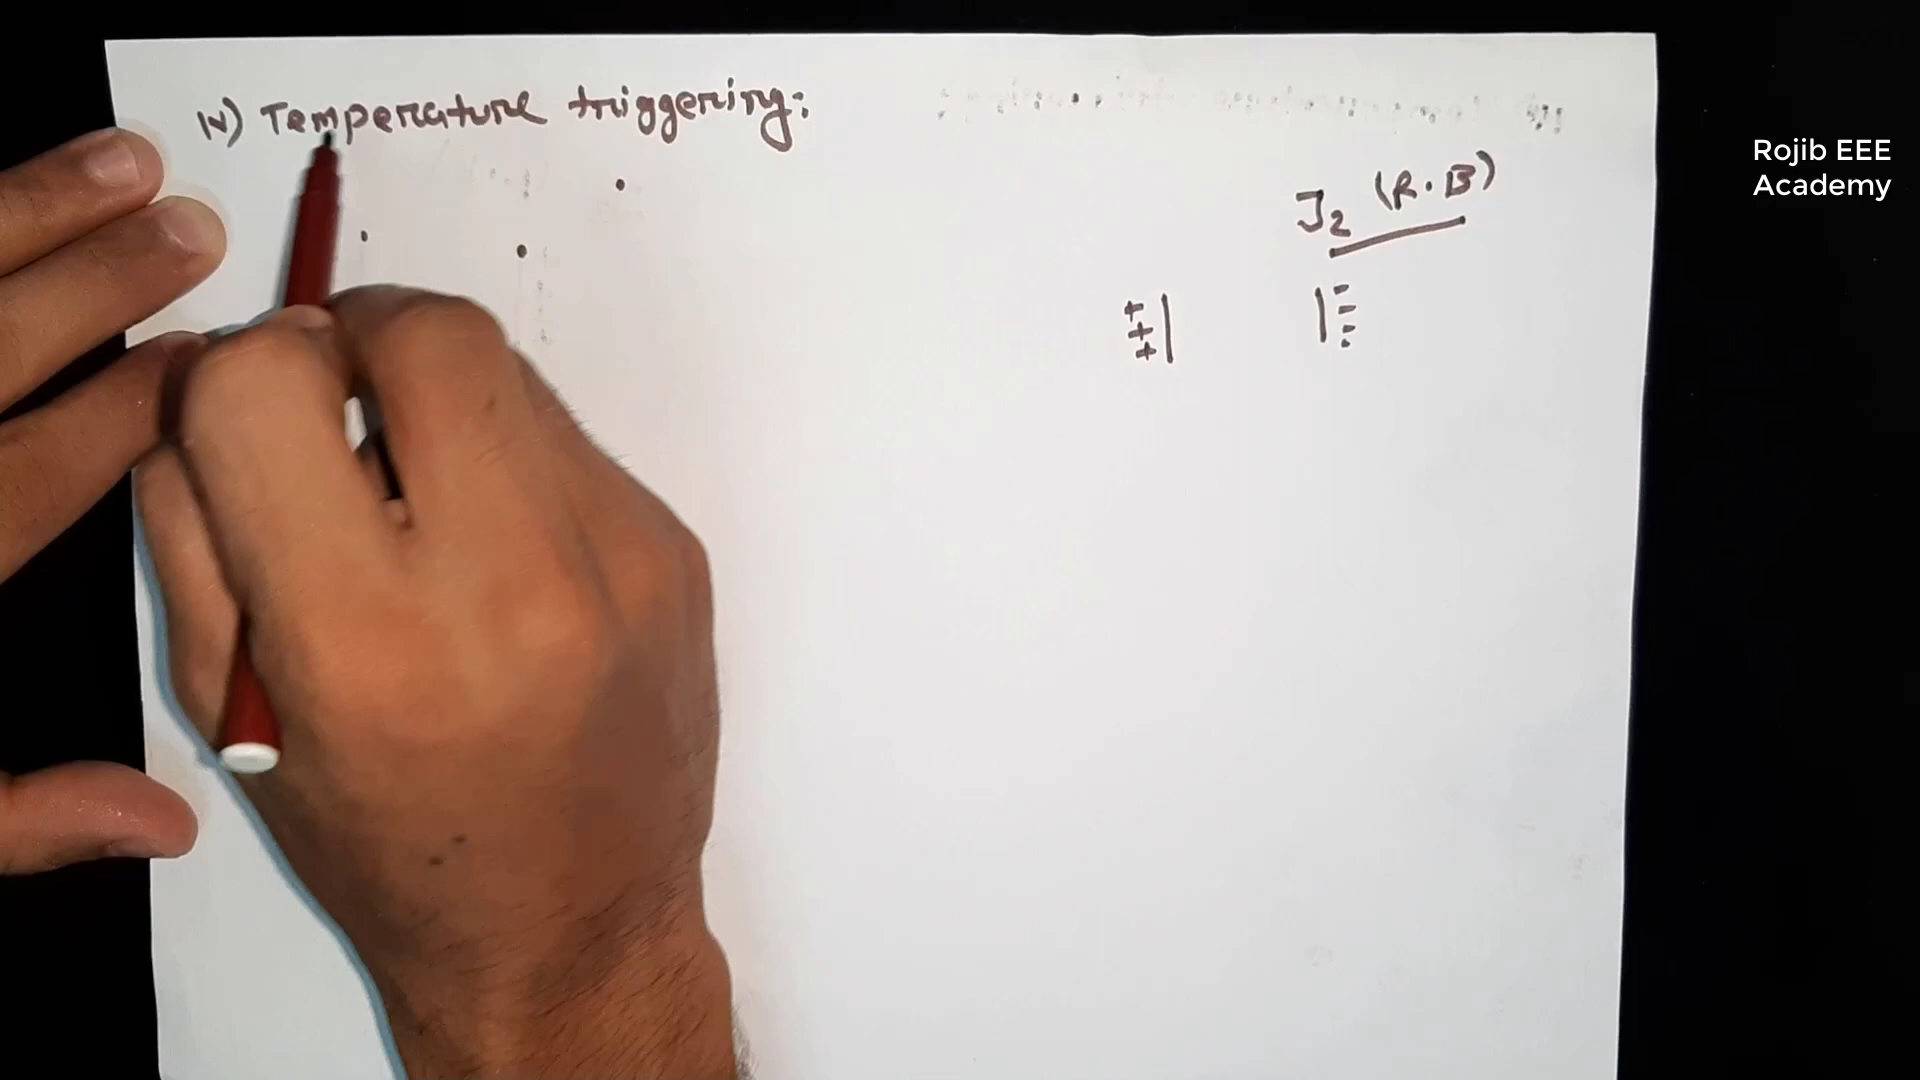 IV) Temperature triggering:
J2 (R.B)
+ | | -
+ | | -
+ | | -
Rojib EEE
Academy